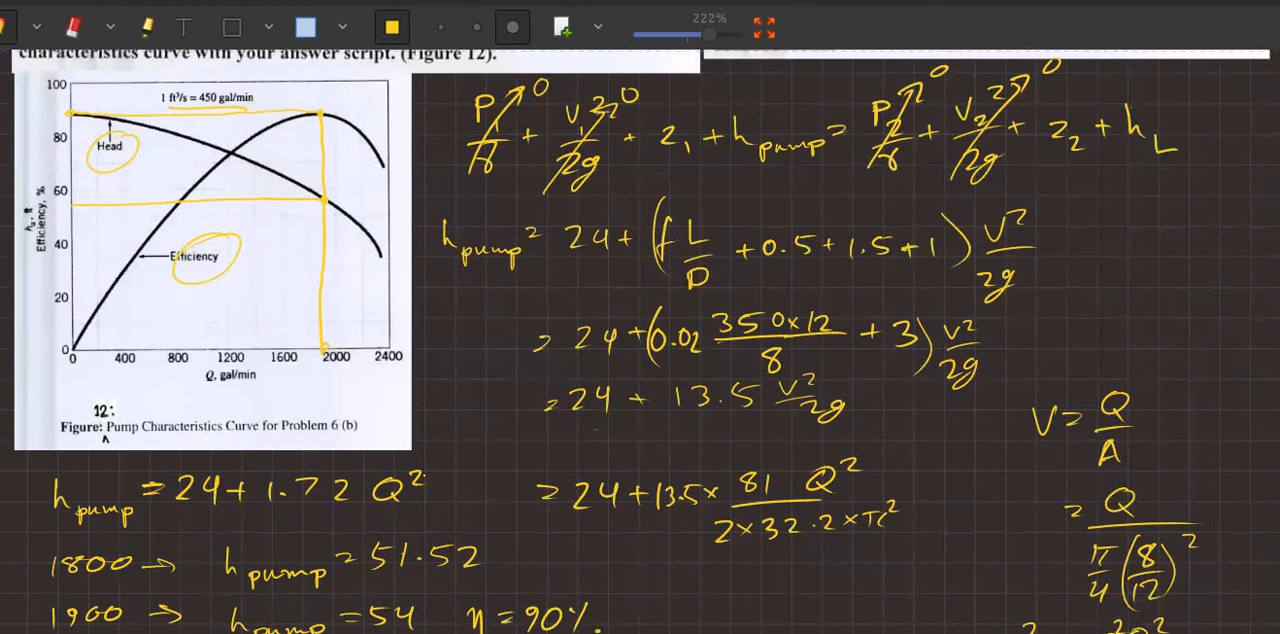 222%
characteristics curve with your answer script. (Figure 12).
1 ft³/s = 450 gal/min
100
80
60
40
20
0
Head
Efficiency
hₐ, ft
Efficiency, %
0 400 800 1200 1600 2000 2400
Q, gal/min
12:
Figure: Pump Characteristics Curve for Problem 6 (b)
P₁/γ + V₁²/2g + z₁ + h_pump = P₂/γ + V₂²/2g + z₂ + h_L
0 0 0 0
h_pump = 24 + (f L/D + 0.5 + 1.5 + 1) V²/2g
= 24 + (0.02 350×12/8 + 3) V²/2g
= 24 + 13.5 V²/2g
= 24 + 13.5 × 81 Q²/2×32.2×π²
V = Q/A
= Q/(π/4 (8/12)²)
h_pump = 24 + 1.72 Q²
1800 → h_pump = 51.52
1900 → h_pump = 54 η = 90%.